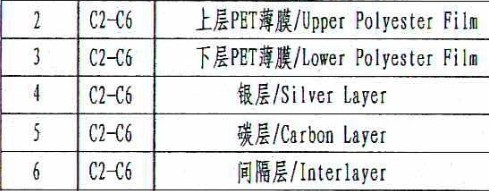 2 C2-C6 上层PET薄膜/Upper Polyester Film
3 C2-C6 下层PET薄膜/Lower Polyester Film
4 C2-C6 银层/Silver Layer
5 C2-C6 碳层/Carbon Layer
6 C2-C6 间隔层/Interlayer